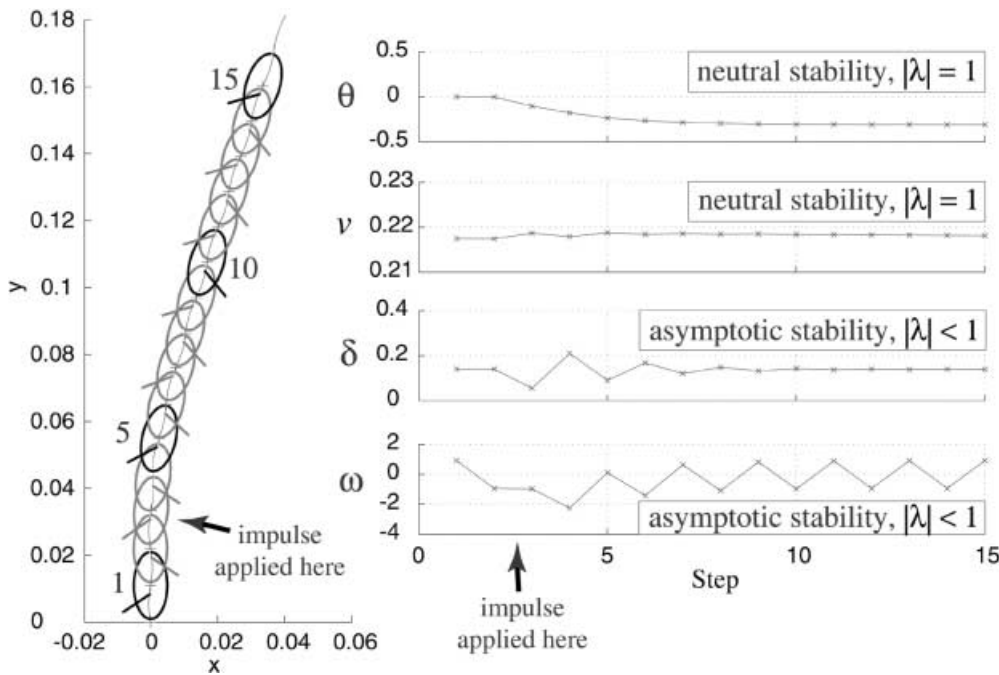 0.18
0.16
0.14
0.12
0.1
0.08
0.06
0.04
0.02
0
y
-0.02
0
0.02
0.04
0.06
x
15
10
5
1
impulse
applied here
θ
0.5
0
-0.5
neutral stability, |λ| = 1
v
0.23
0.22
0.21
neutral stability, |λ| = 1
δ
0.4
0.2
0
asymptotic stability, |λ| < 1
ω
2
0
-2
-4
asymptotic stability, |λ| < 1
0
5
10
15
Step
impulse
applied here